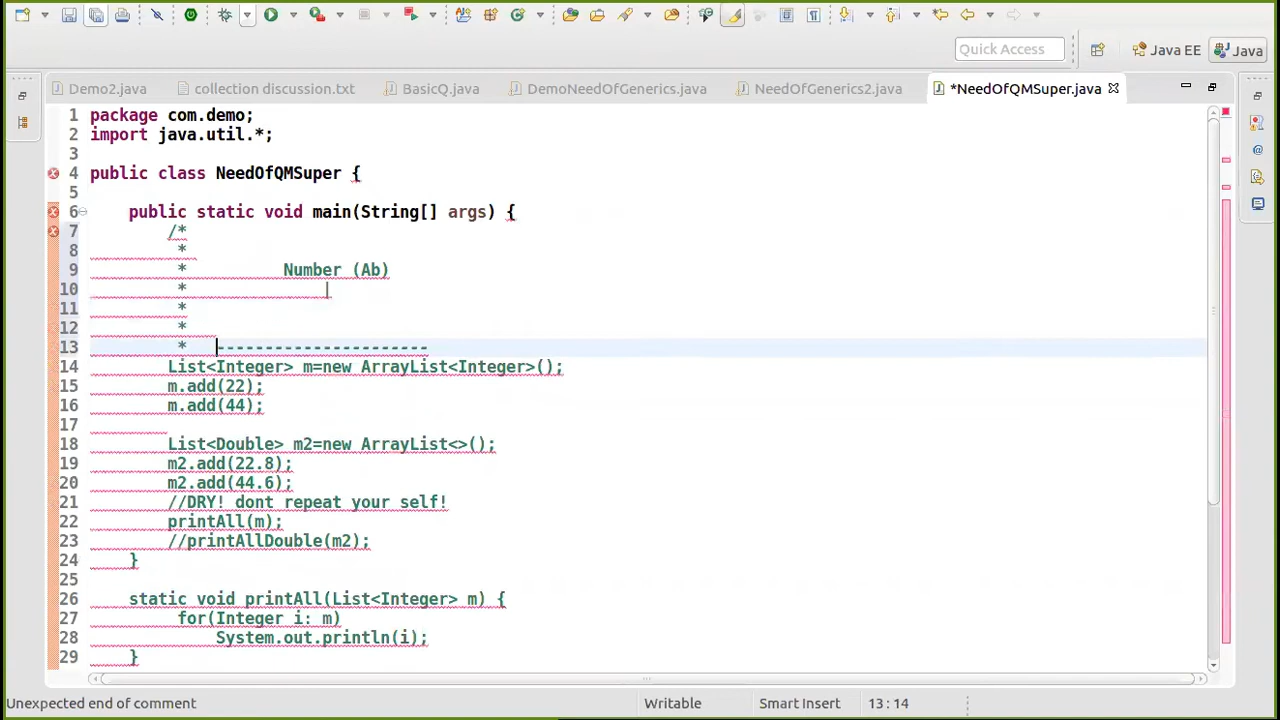 Quick Access
Java EE
Java
Demo2.java
collection discussion.txt
BasicQ.java
DemoNeedOfGenerics.java
NeedOfGenerics2.java
*NeedOfQMSuper.java
1 package com.demo;
2 import java.util.*;
3
4 public class NeedOfQMSuper {
5
6 public static void main(String[] args) {
7 /*
8 *
9 * Number (Ab)
10 * |
11 *
12 *
13 * ----------------------
14 List<Integer> m=new ArrayList<Integer>();
15 m.add(22);
16 m.add(44);
17
18 List<Double> m2=new ArrayList<>();
19 m2.add(22.8);
20 m2.add(44.6);
21 //DRY! dont repeat your self!
22 printAll(m);
23 //printAllDouble(m2);
24 }
25
26 static void printAll(List<Integer> m) {
27 for(Integer i: m)
28 System.out.println(i);
29 }
Unexpected end of comment
Writable
Smart Insert
13 : 14